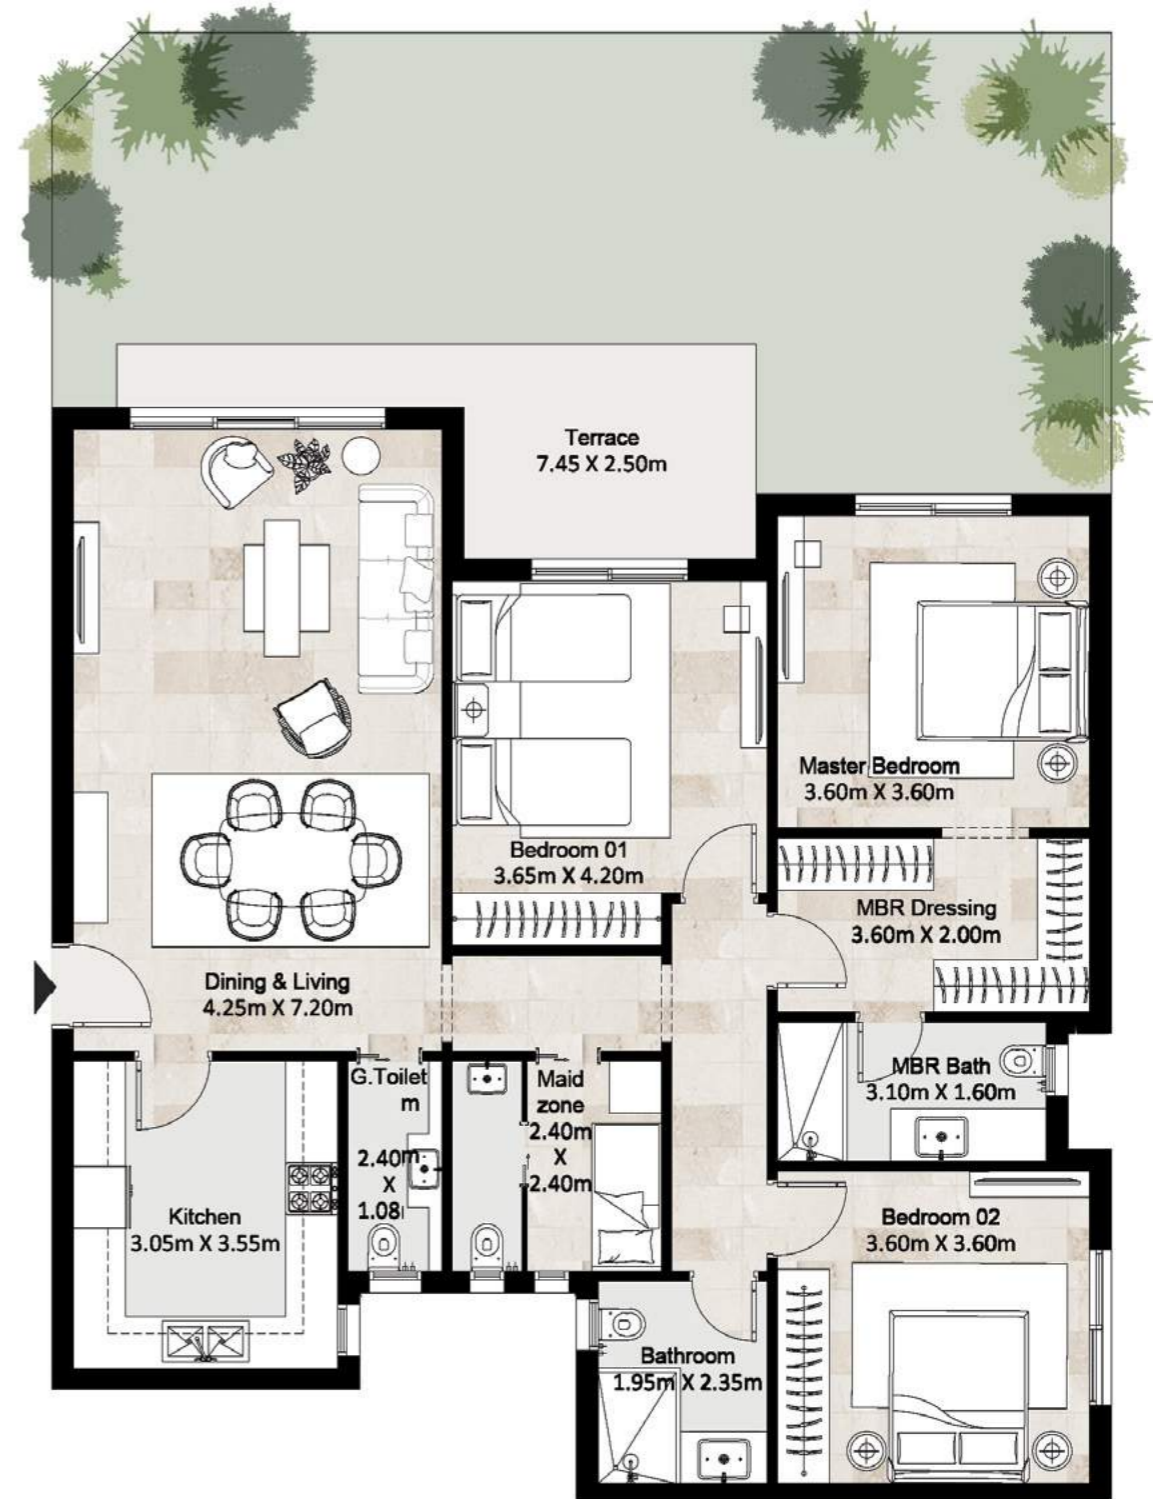 Terrace
7.45 X 2.50m
Master Bedroom
3.60m X 3.60m
Bedroom 01
3.65m X 4.20m
MBR Dressing
3.60m X 2.00m
Dining & Living
4.25m X 7.20m
G.Toilet
m
2.40m
X
1.08
Maid
zone
2.40m
X
2.40m
MBR Bath
3.10m X 1.60m
Kitchen
3.05m X 3.55m
Bedroom 02
3.60m X 3.60m
Bathroom
1.95m X 2.35m